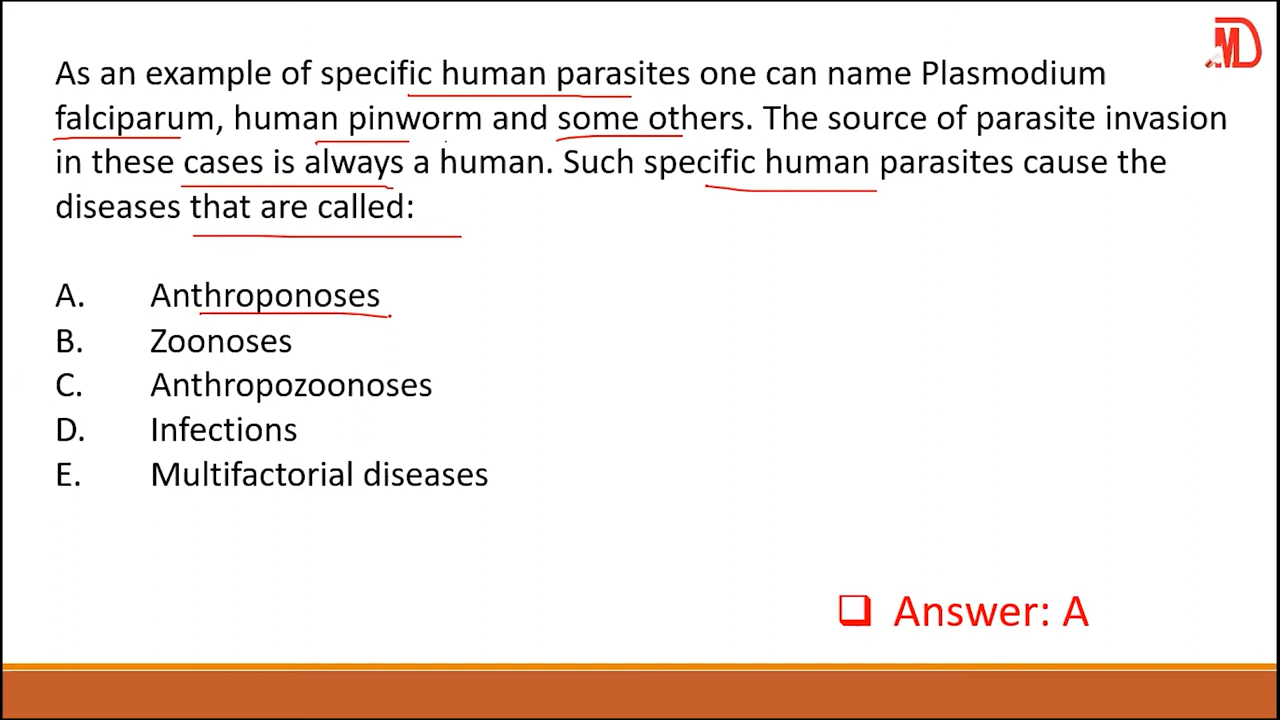 MD
As an example of specific human parasites one can name Plasmodium
falciparum, human pinworm and some others. The source of parasite invasion
in these cases is always a human. Such specific human parasites cause the
diseases that are called:
A. Anthroponoses
B. Zoonoses
C. Anthropozoonoses
D. Infections
E. Multifactorial diseases
Answer: A